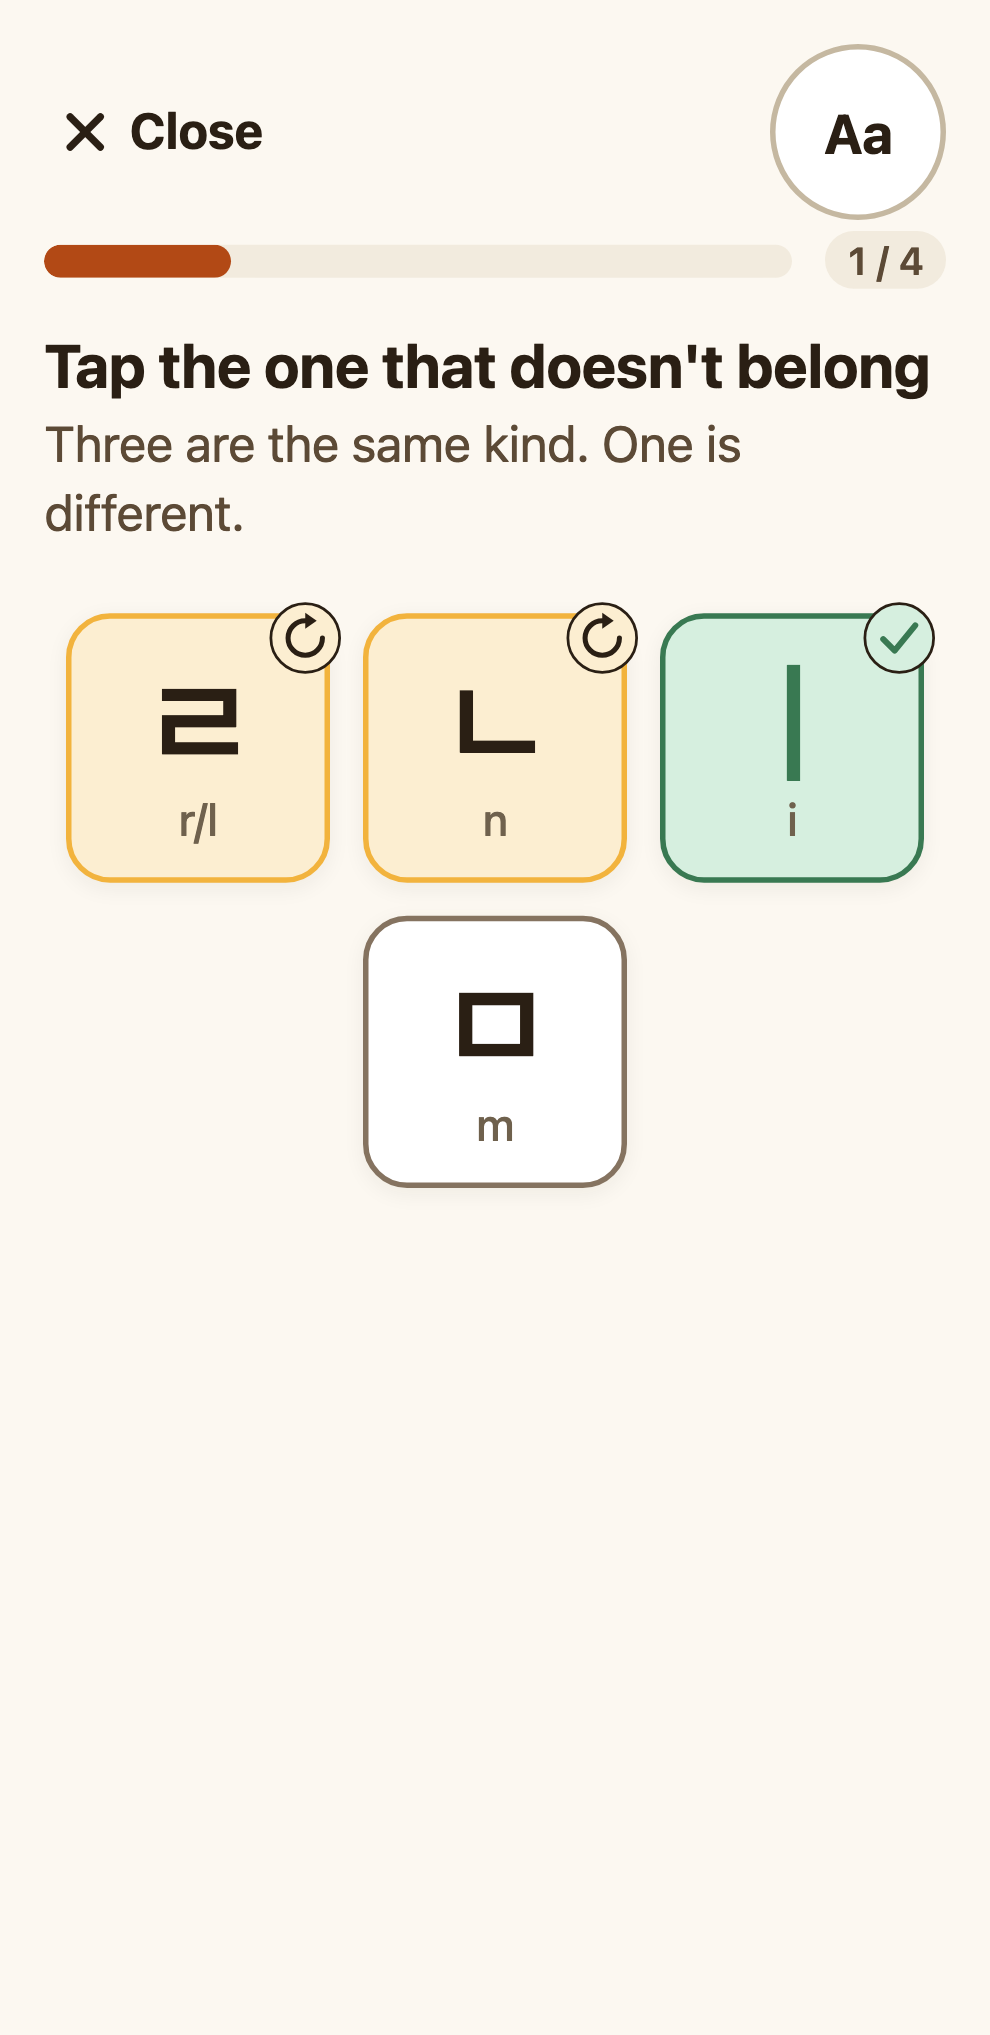 Close
Aa
1 / 4
Tap the one that doesn't belong
Three are the same kind. One is
different.
ㄹ ㄴ ㅣ
r/l n i
ㅁ
m